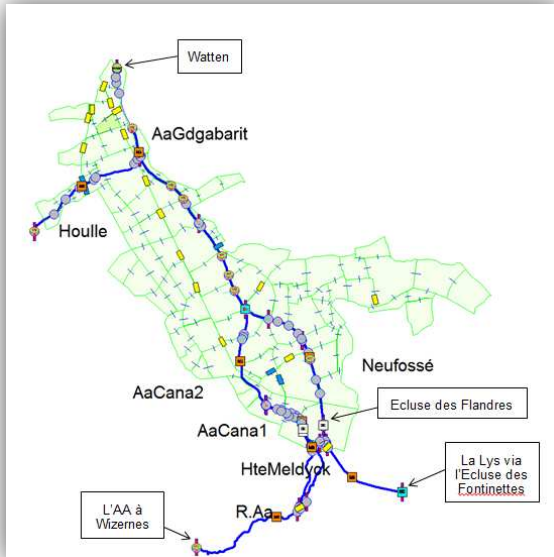 Watten
AaGdgabarit
Houlle
Neufossé
AaCana2
Ecluse des Flandres
AaCana1
HteMeldyck
La Lys via
l'Ecluse des
Fontinettes
L'AA à
Wizernes
R.Aa